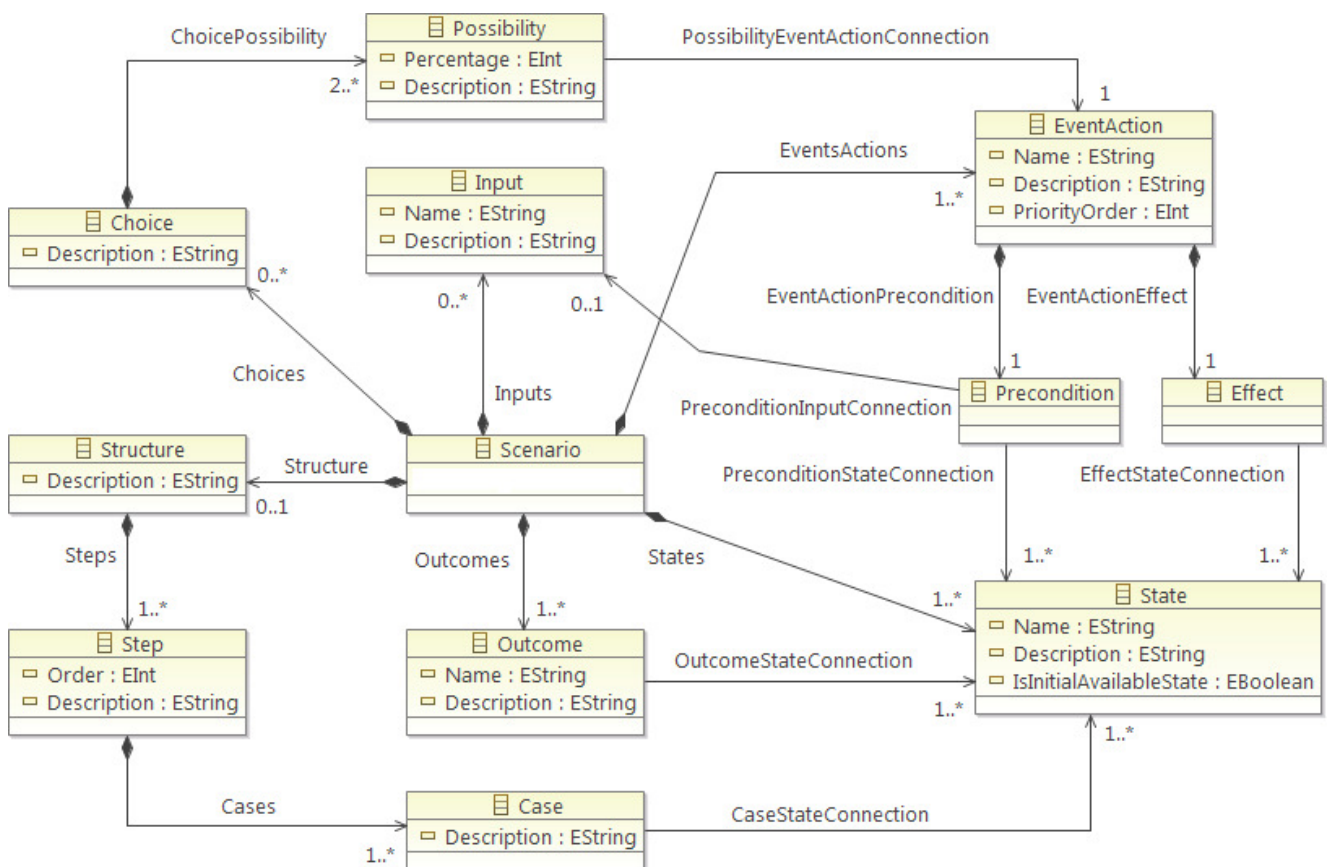 ChoicePossibility
Possibility
Percentage : EInt
Description : EString
2..*
PossibilityEventActionConnection
1
EventAction
Name : EString
Description : EString
PriorityOrder : EInt
EventsActions
1..*
Input
Name : EString
Description : EString
Choice
Description : EString
0..*
0..*
0..1
EventActionPrecondition
EventActionEffect
Choices
Inputs
1
1
PreconditionInputConnection
Precondition
Effect
Structure
Description : EString
Structure
0..1
Scenario
PreconditionStateConnection
EffectStateConnection
Steps
Outcomes
States
1..*
1..*
1..*
1..*
1..*
Step
Order : EInt
Description : EString
Outcome
Name : EString
Description : EString
OutcomeStateConnection
1..*
State
Name : EString
Description : EString
IsInitialAvailableState : EBoolean
1..*
Cases
1..*
Case
Description : EString
CaseStateConnection